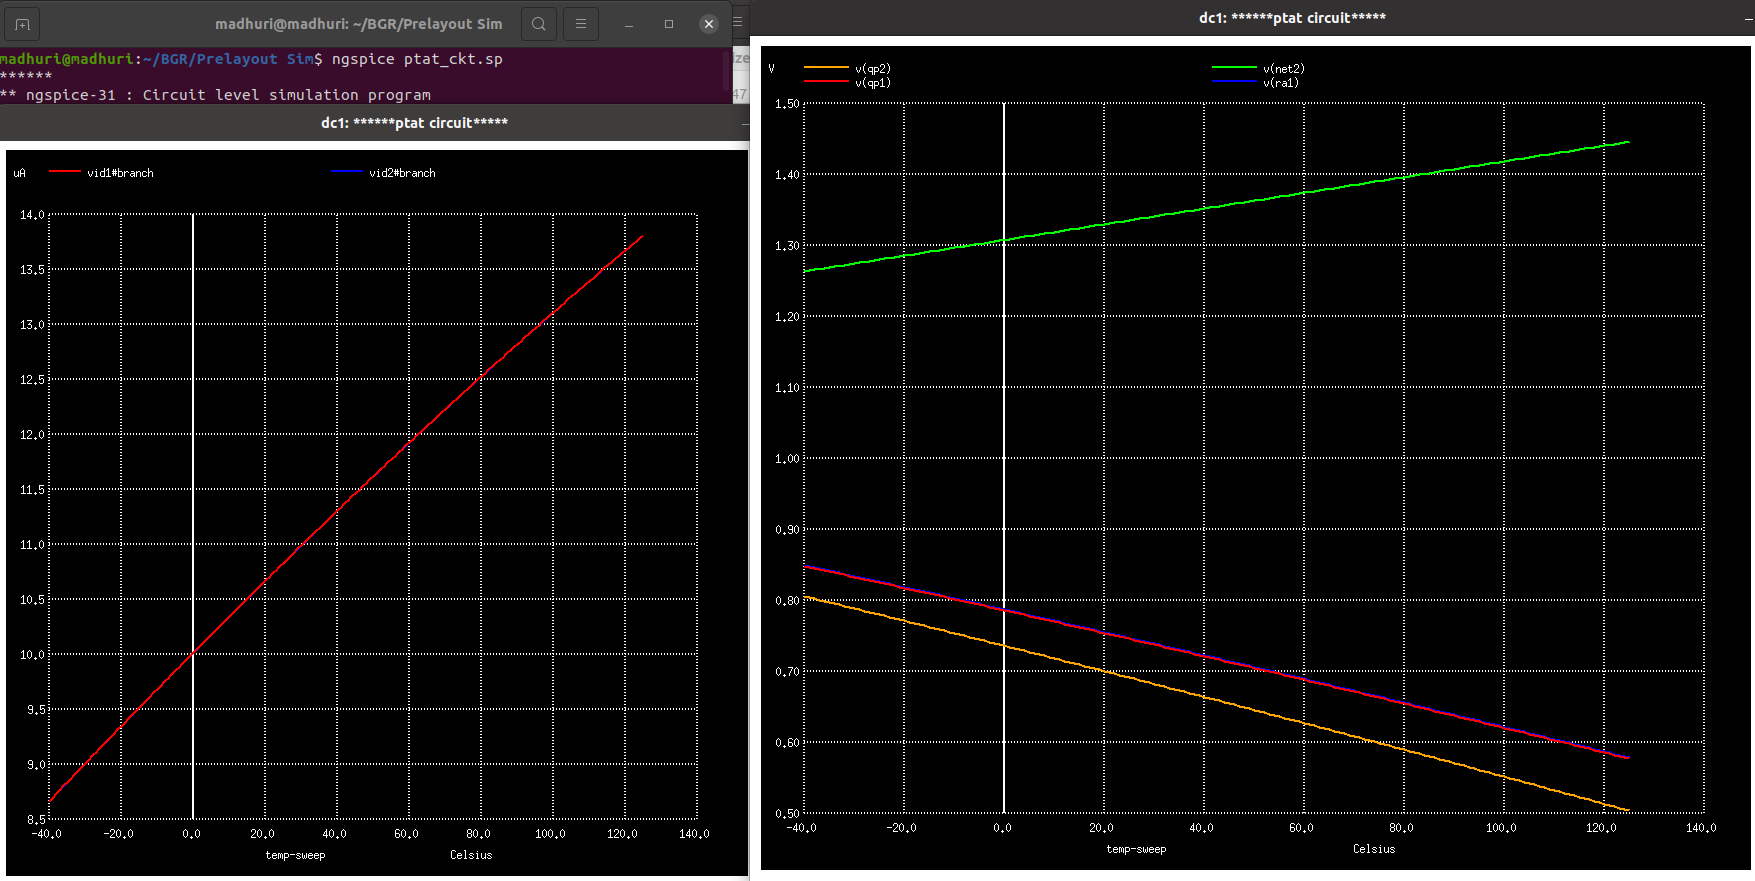 madhuri@madhuri: ~/BGR/Prelayout Sim
madhuri@madhuri:~/BGR/Prelayout Sim$ ngspice ptat_ckt.sp
******
** ngspice-31 : Circuit level simulation program
ize
47
dc1: ******ptat circuit*****
uA vid1#branch vid2#branch
14.0
13.5
13.0
12.5
12.0
11.5
11.0
10.5
10.0
9.5
9.0
8.5
-40.0 -20.0 0.0 20.0 40.0 60.0 80.0 100.0 120.0 140.0
temp-sweep Celsius
dc1: ******ptat circuit*****
V v(qp2) v(net2)
v(qp1) v(ra1)
1.50
1.40
1.30
1.20
1.10
1.00
0.90
0.80
0.70
0.60
0.50
-40.0 -20.0 0.0 20.0 40.0 60.0 80.0 100.0 120.0 140.0
temp-sweep Celsius